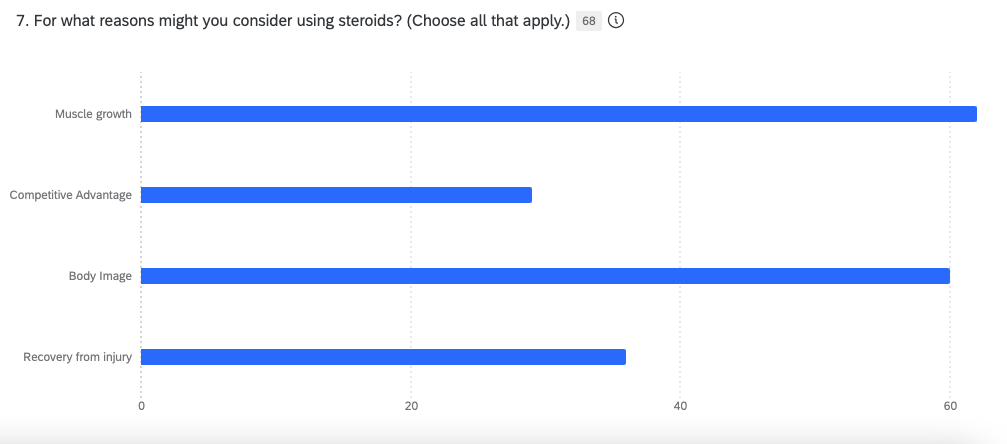 7. For what reasons might you consider using steroids? (Choose all that apply.) 68
Muscle growth
Competitive Advantage
Body Image
Recovery from injury
0 20 40 60